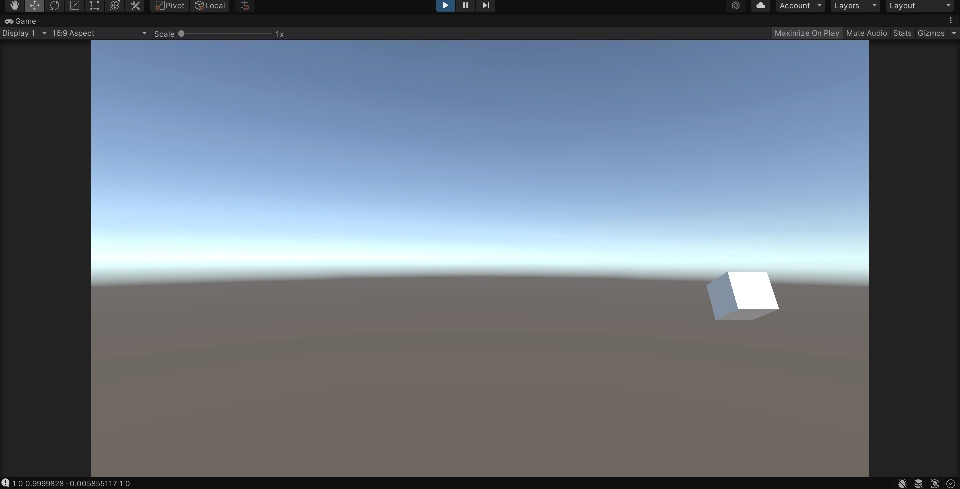 Pivot Local Account Layers Layout
Game
Display 1 16:9 Aspect Scale 1x Maximize On Play Mute Audio Stats Gizmos
1 0 0.9999828 -0.005855117 1 0